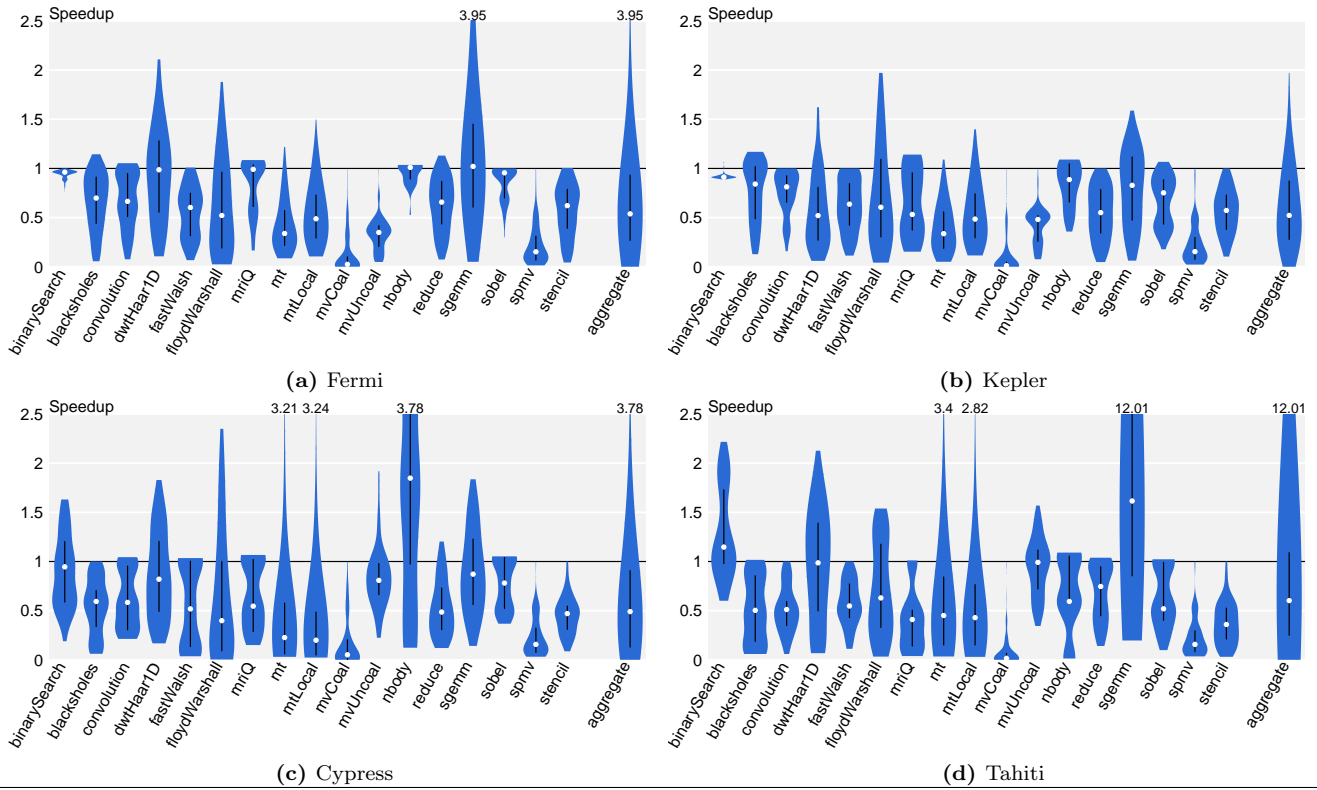 Speedup
3.95 3.95
2.5
2
1.5
1
0.5
0
binarySearch
blacksholes
convolution
dwtHaar1D
fastWalsh
floydWarshall
mriQ
mt
mtLocal
mvCoal
mvUncoal
nbody
reduce
sgemm
sobel
spmv
stencil
aggregate
(a) Fermi
Speedup
2.5
2
1.5
1
0.5
0
binarySearch
blacksholes
convolution
dwtHaar1D
fastWalsh
floydWarshall
mriQ
mt
mtLocal
mvCoal
mvUncoal
nbody
reduce
sgemm
sobel
spmv
stencil
aggregate
(b) Kepler
Speedup
3.21 3.24 3.78 3.78
2.5
2
1.5
1
0.5
0
binarySearch
blacksholes
convolution
dwtHaar1D
fastWalsh
floydWarshall
mriQ
mt
mtLocal
mvCoal
mvUncoal
nbody
reduce
sgemm
sobel
spmv
stencil
aggregate
(c) Cypress
Speedup
3.4 2.82 12.01 12.01
2.5
2
1.5
1
0.5
0
binarySearch
blacksholes
convolution
dwtHaar1D
fastWalsh
floydWarshall
mriQ
mt
mtLocal
mvCoal
mvUncoal
nbody
reduce
sgemm
sobel
spmv
stencil
aggregate
(d) Tahiti